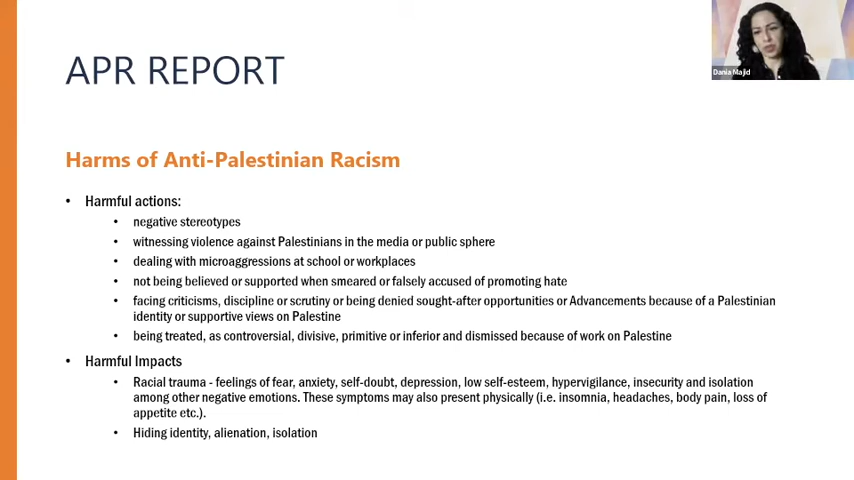 APR REPORT
Dania Majid
Harms of Anti-Palestinian Racism
• Harmful actions:
• negative stereotypes
• witnessing violence against Palestinians in the media or public sphere
• dealing with microaggressions at school or workplaces
• not being believed or supported when smeared or falsely accused of promoting hate
• facing criticisms, discipline or scrutiny or being denied sought-after opportunities or Advancements because of a Palestinian
identity or supportive views on Palestine
• being treated, as controversial, divisive, primitive or inferior and dismissed because of work on Palestine
• Harmful Impacts
• Racial trauma - feelings of fear, anxiety, self-doubt, depression, low self-esteem, hypervigilance, insecurity and isolation
among other negative emotions. These symptoms may also present physically (i.e. insomnia, headaches, body pain, loss of
appetite etc.).
• Hiding identity, alienation, isolation